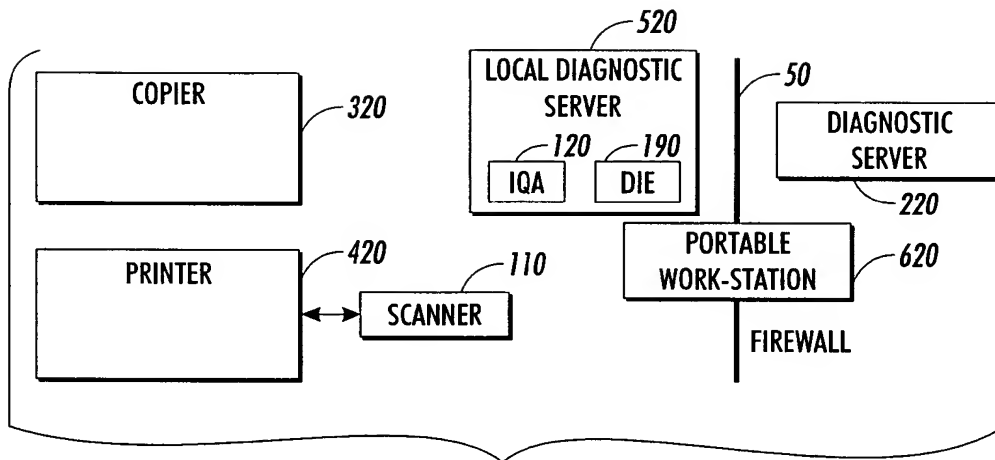 COPIER
320
PRINTER
420
SCANNER
110
LOCAL DIAGNOSTIC
SERVER
520
IQA
120
DIE
190
50
DIAGNOSTIC
SERVER
220
PORTABLE
WORK-STATION
620
FIREWALL